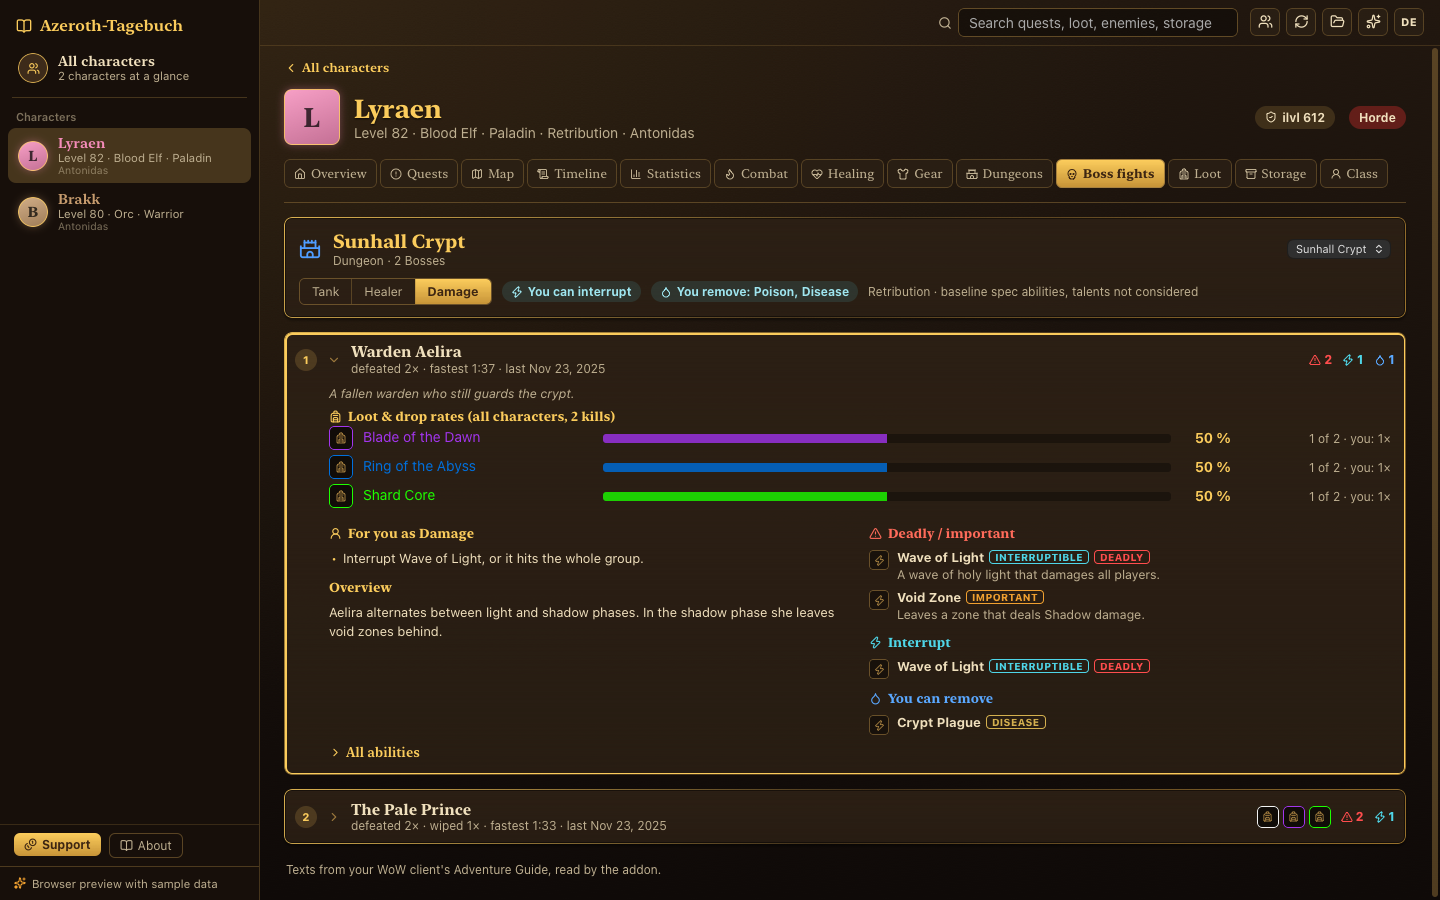 Azeroth-Tagebuch
All characters
2 characters at a glance
Characters
L
Lyraen
Level 82 · Blood Elf · Paladin
Antonidas
B
Brakk
Level 80 · Orc · Warrior
Antonidas
Support
About
Browser preview with sample data
Search quests, loot, enemies, storage
DE
All characters
L
Lyraen
Level 82 · Blood Elf · Paladin · Retribution · Antonidas
ilvl 612
Horde
Overview
Quests
Map
Timeline
Statistics
Combat
Healing
Gear
Dungeons
Boss fights
Loot
Storage
Class
Sunhall Crypt
Dungeon · 2 Bosses
Sunhall Crypt
Tank
Healer
Damage
You can interrupt
You remove: Poison, Disease
Retribution · baseline spec abilities, talents not considered
1
Warden Aelira
defeated 2× · fastest 1:37 · last Nov 23, 2025
2
1
1
A fallen warden who still guards the crypt.
Loot & drop rates (all characters, 2 kills)
Blade of the Dawn
50 %
1 of 2 · you: 1×
Ring of the Abyss
50 %
1 of 2 · you: 1×
Shard Core
50 %
1 of 2 · you: 1×
For you as Damage
• Interrupt Wave of Light, or it hits the whole group.
Overview
Aelira alternates between light and shadow phases. In the shadow phase she leaves
void zones behind.
Deadly / important
Wave of Light INTERRUPTIBLE DEADLY
A wave of holy light that damages all players.
Void Zone IMPORTANT
Leaves a zone that deals Shadow damage.
Interrupt
Wave of Light INTERRUPTIBLE DEADLY
You can remove
Crypt Plague DISEASE
All abilities
2
The Pale Prince
defeated 2× · wiped 1× · fastest 1:33 · last Nov 23, 2025
2
1
Texts from your WoW client's Adventure Guide, read by the addon.